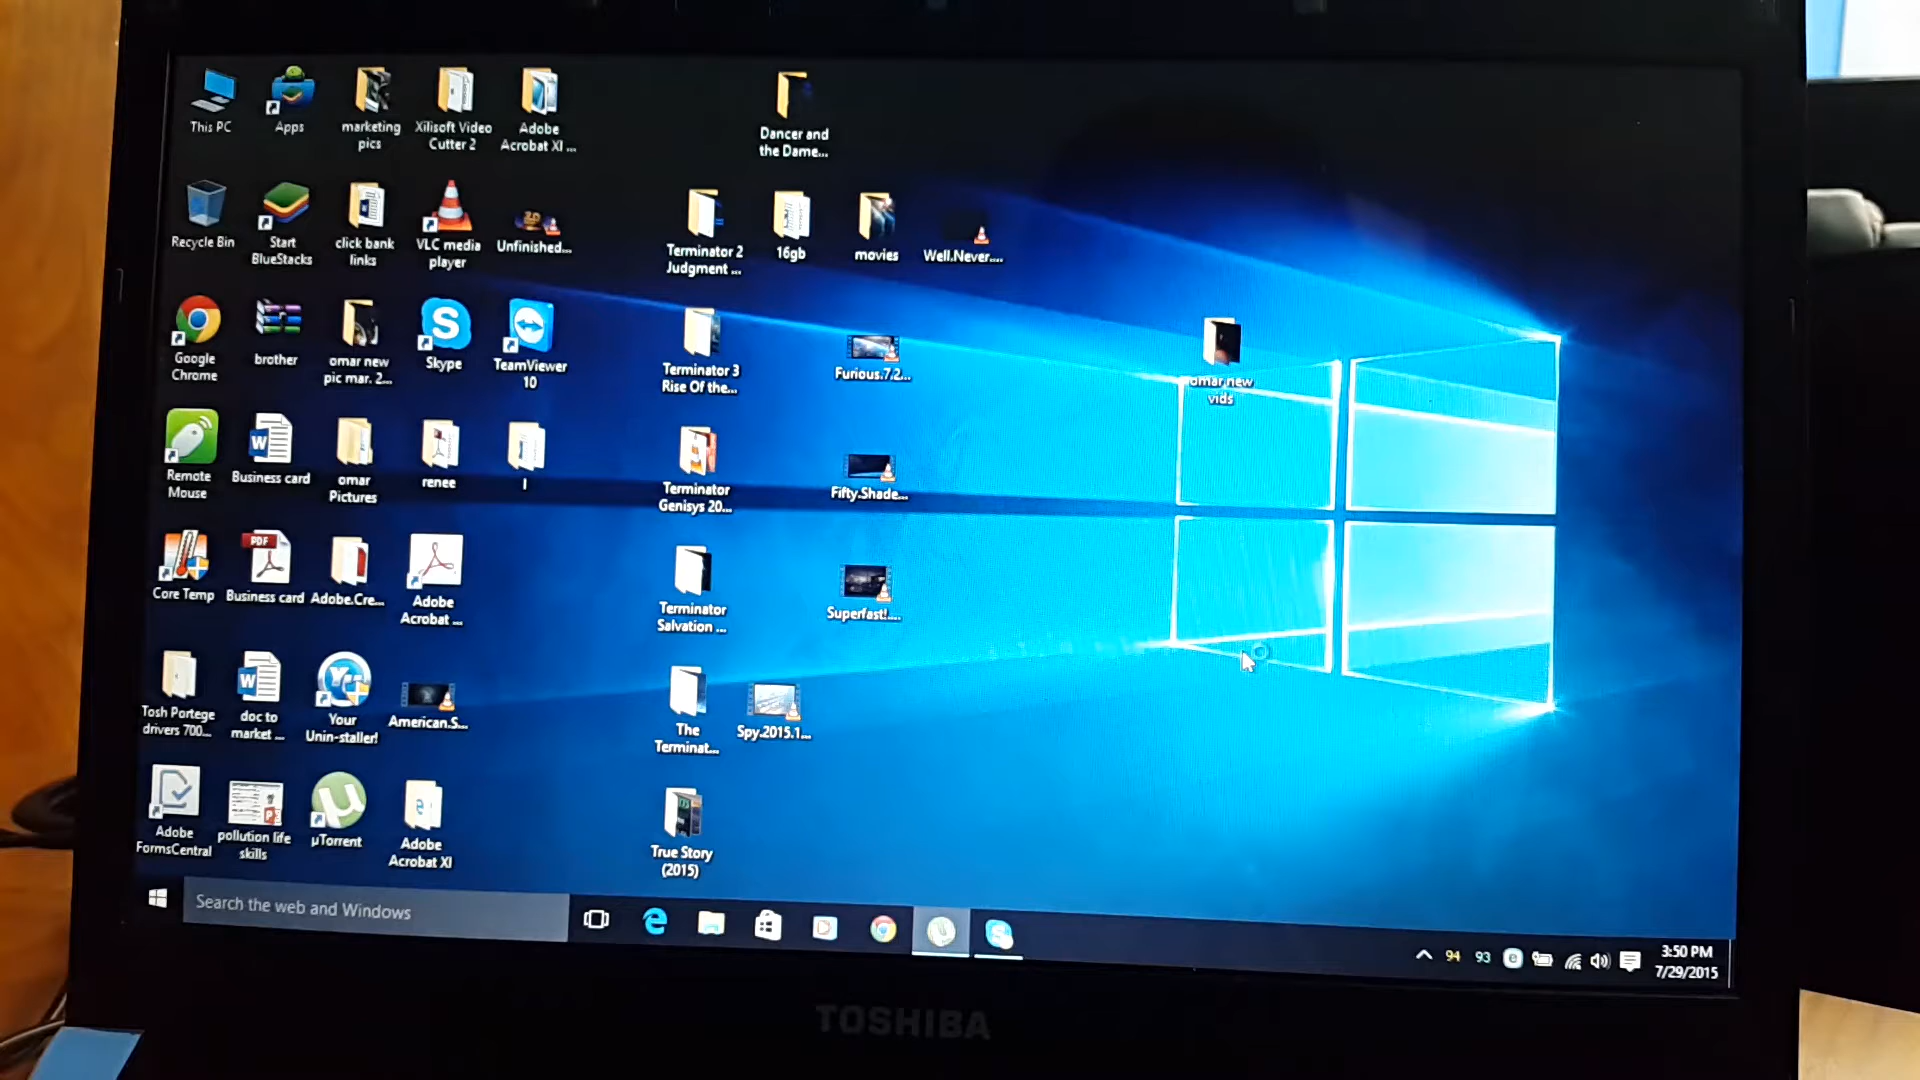 This PC
Apps
marketing
pics
Xilisoft Video
Cutter 2
Adobe
Acrobat XI ...
Dancer and
the Dame...
Recycle Bin
Start
BlueStacks
click bank
links
VLC media
player
Unfinished...
Terminator 2
Judgment ...
16gb
movies
Well.Never....
Google
Chrome
brother
omar new
pic mar. 2...
Skype
TeamViewer
10
Terminator 3
Rise Of the...
Furious.7.2...
omar new
vids
Remote
Mouse
Business card
omar
Pictures
renee
I
Terminator
Genisys 20...
Fifty.Shade...
Core Temp
PDF
Business card
Adobe.Cre...
Adobe
Acrobat ...
Terminator
Salvation ...
Superfast!....
Tosh Portege
drivers 700...
doc to
market ...
Your
Unin-staller!
American.S...
The
Terminat...
Spy.2015.1...
Adobe
FormsCentral
pollution life
skills
µTorrent
Adobe
Acrobat XI
True Story
(2015)
Search the web and Windows
94 93
3:50 PM
7/29/2015
TOSHIBA